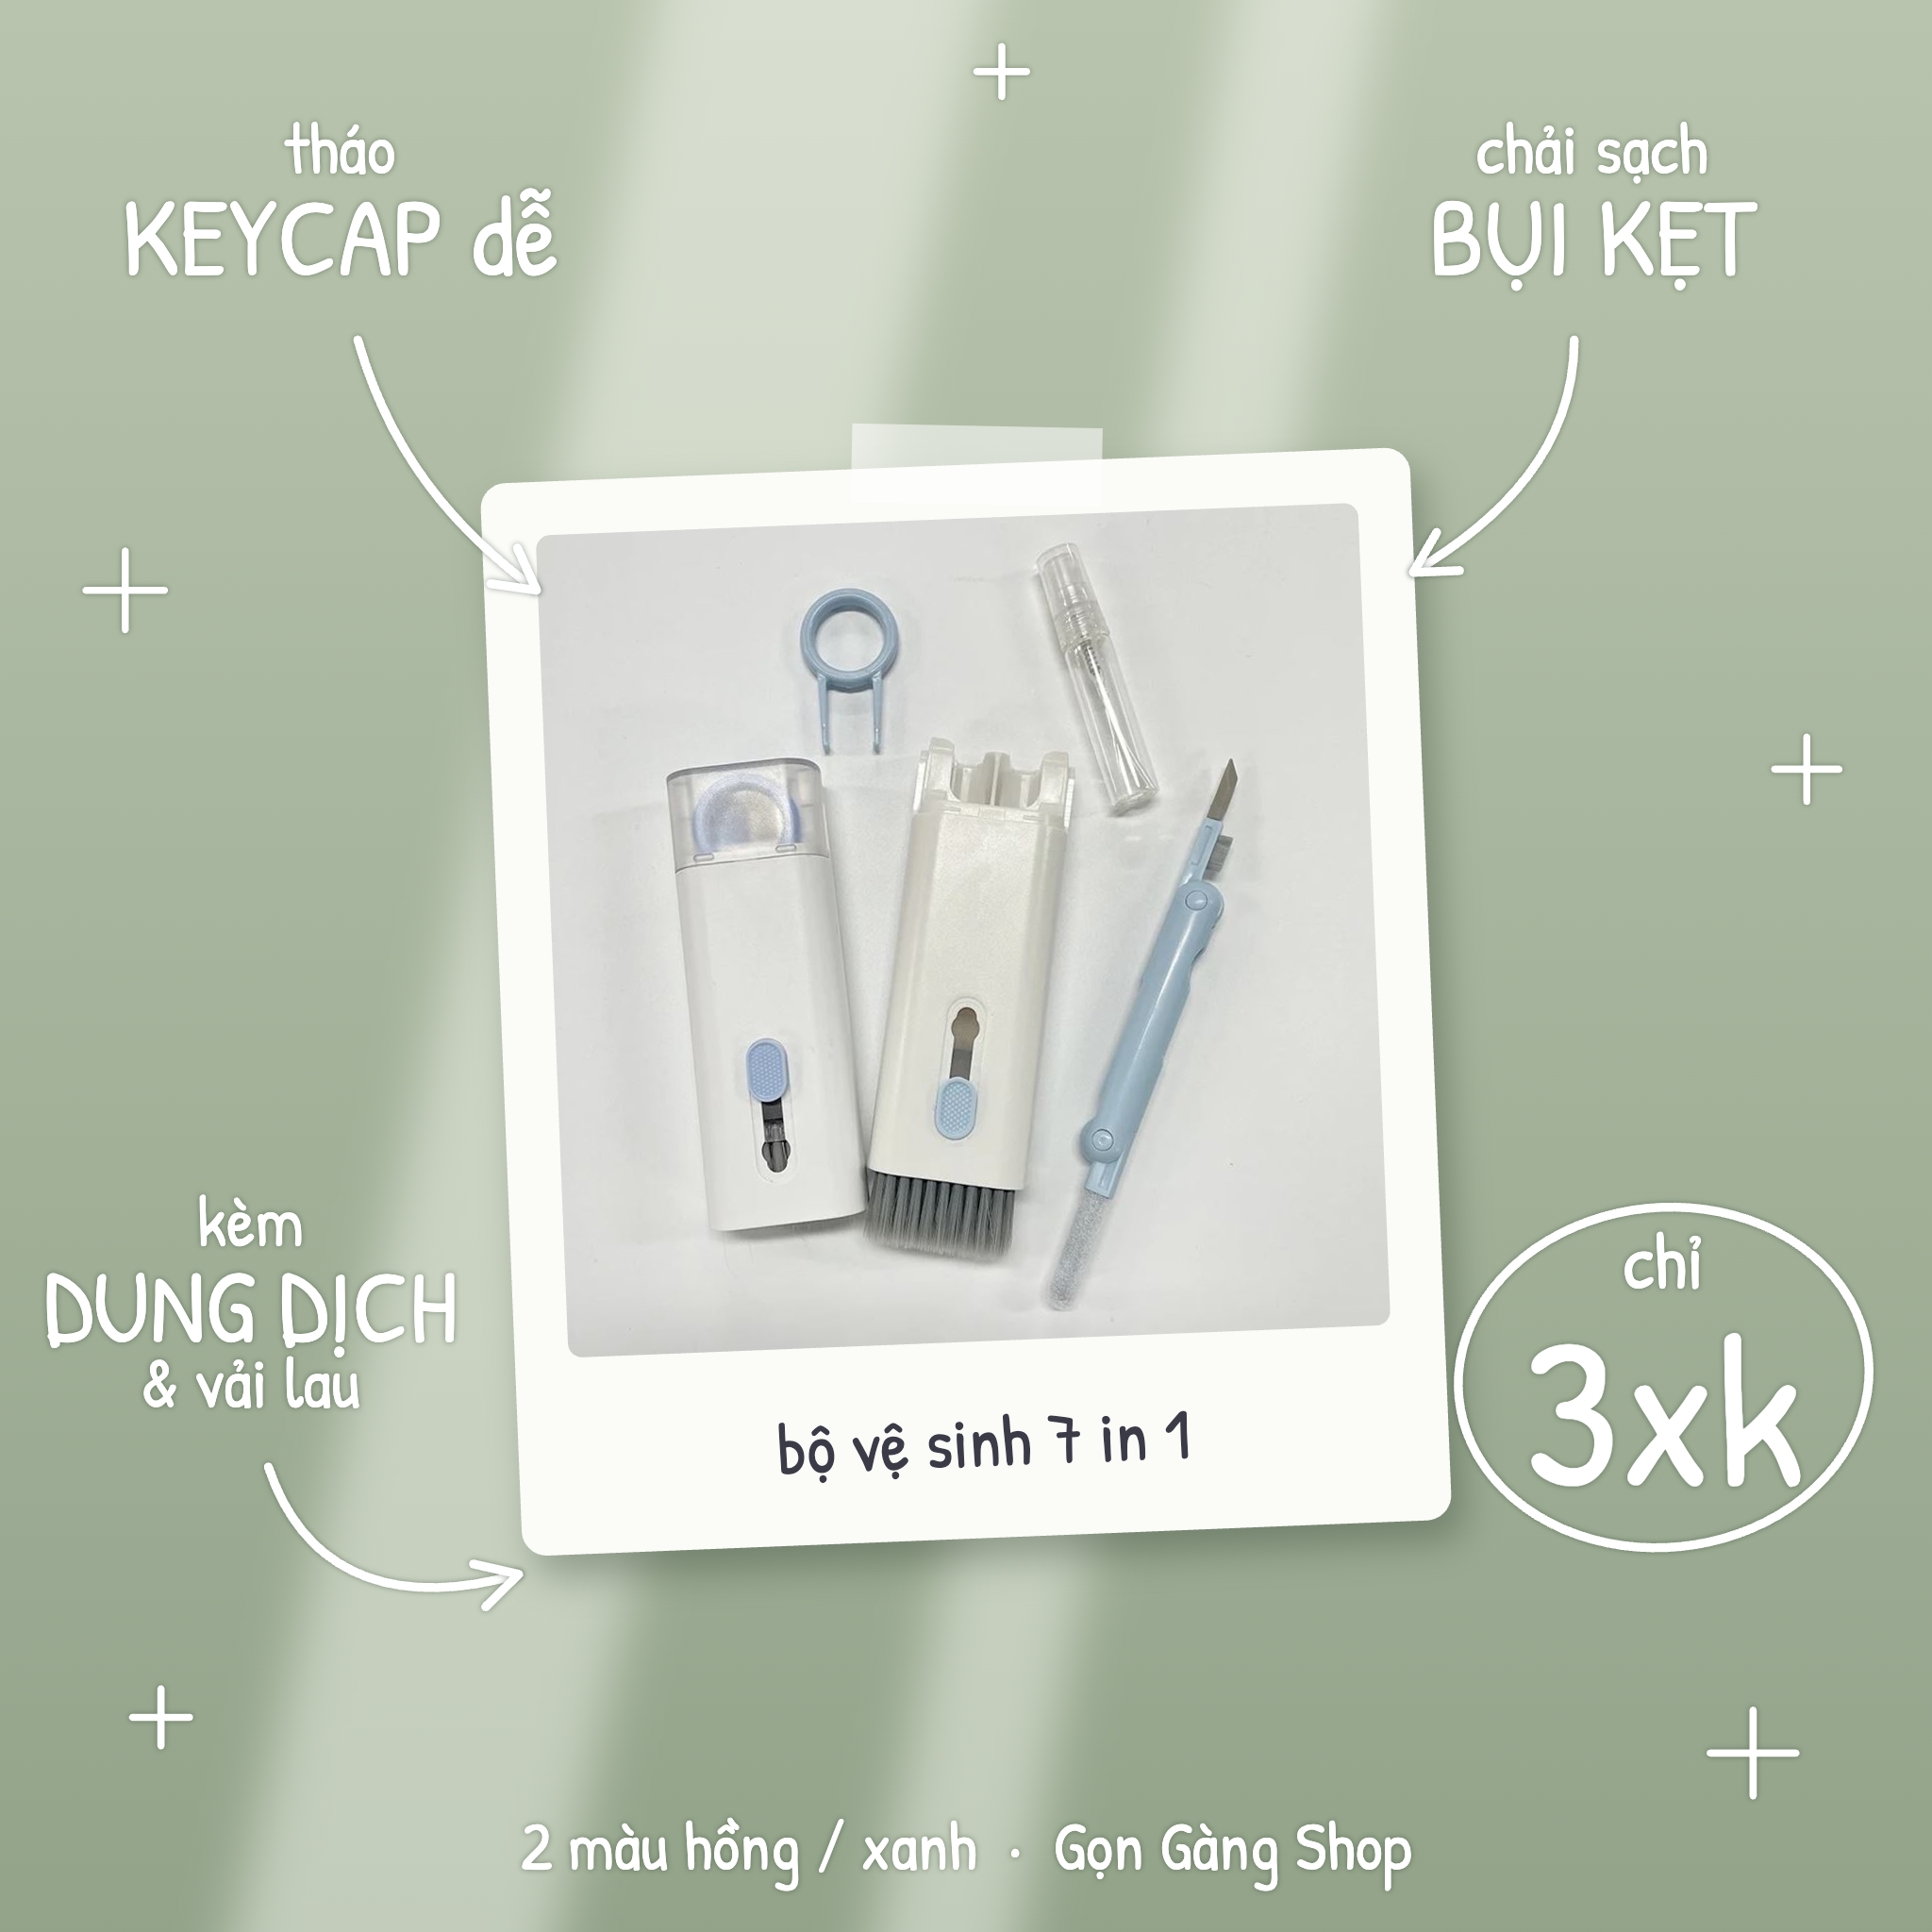 tháo
KEYCAP dễ
chải sạch
BỤI KẸT
kèm
DUNG DỊCH
& vải lau
chỉ
3xk
bộ vệ sinh 7 in 1
2 màu hồng / xanh · Gọn Gàng Shop